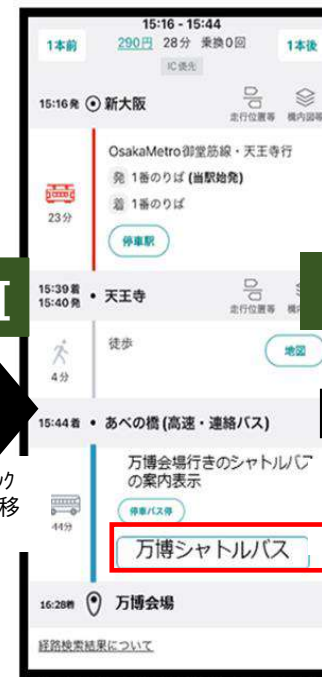 15:16 - 15:44
1本前
290円 28分 乗換0回
1本後
IC優先
15:16発
新大阪
走行位置等
構内図等
OsakaMetro御堂筋線・天王寺行
発 1番のりば (当駅始発)
23分
着 1番のりば
停車駅
15:39着
15:40発
天王寺
走行位置等
徒歩
地図
4分
15:44着
あべの橋(高速・連絡バス)
万博会場行きのシャトルバス
の案内表示
停車バス停
44分
万博シャトルバス
16:28着
万博会場
経路検索結果について